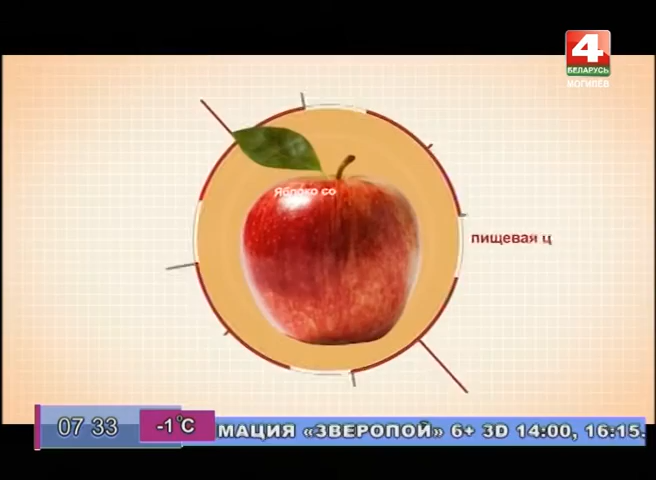 4
БЕЛАРУСЬ
МОГИЛЕВ
Яблоко со
пищевая ц
07 33
-1°C
МАЦИЯ «ЗВЕРОПОЙ» 6+ 3D 14:00, 16:15.